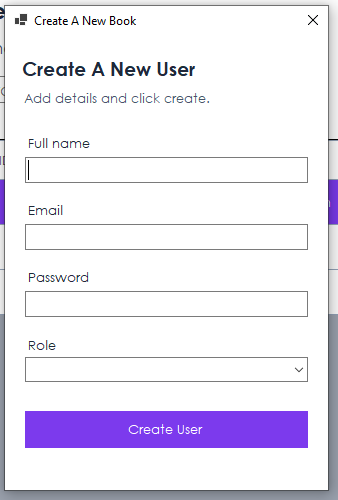 Create A New Book
Create A New User
Add details and click create.
Full name
Email
Password
Role
Create User